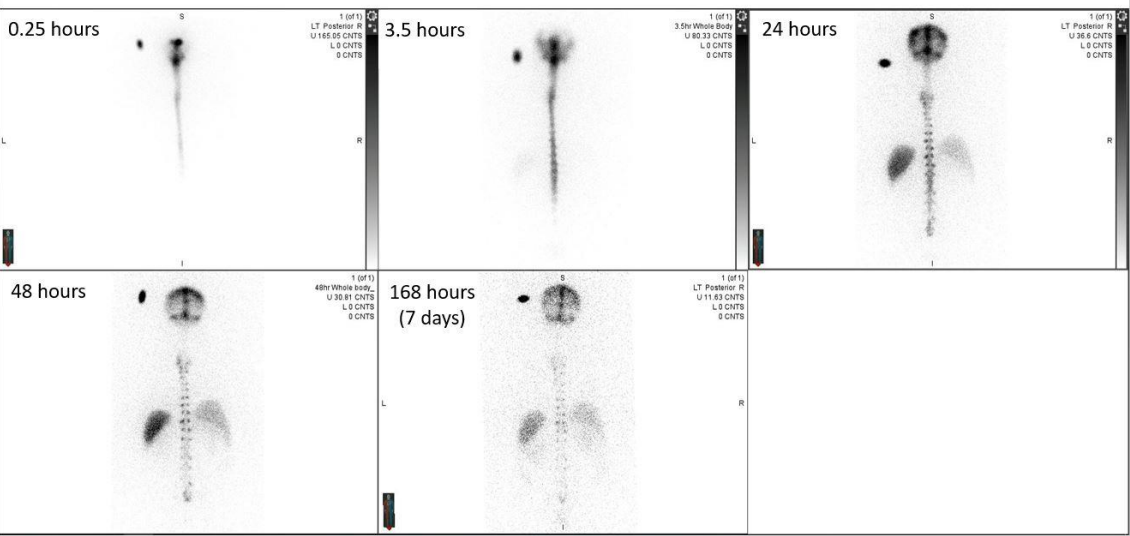 0.25 hours
S
1 (of 1)
LT Posterior R
U 165.05 CNTS
L 0 CNTS
0 CNTS
L
R
I
3.5 hours
1 (of 1)
3.5hr Whole Body
U 80.33 CNTS
L 0 CNTS
0 CNTS
24 hours
S
1 (of 1)
LT Posterior R
U 36.6 CNTS
L 0 CNTS
0 CNTS
L
R
I
48 hours
1 (of 1)
48hr Whole body_
U 30.81 CNTS
L 0 CNTS
0 CNTS
168 hours
(7 days)
S
1 (of 1)
LT Posterior R
U 11.63 CNTS
L 0 CNTS
0 CNTS
L
R
I